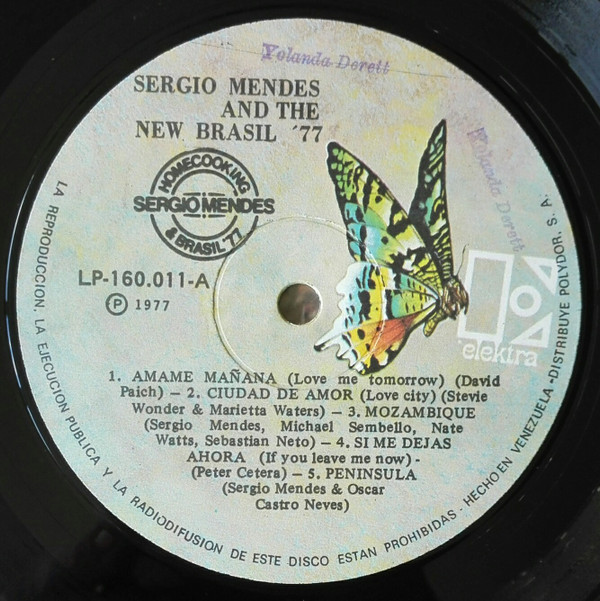 Yolanda Derett
SERGIO MENDES
AND THE
NEW BRASIL ´77
HOMECOOKING
SERGIO MENDES
& BRASIL '77
Yolanda Derett
LP-160.011-A
Ⓟ 1977
elektra
1. AMAME MAÑANA (Love me tomorrow) (David
Paich) – 2. CIUDAD DE AMOR (Love city) (Stevie
Wonder & Marietta Waters) – 3. MOZAMBIQUE
(Sergio Mendes, Michael Sembello, Nate
Watts, Sebastian Neto) – 4. SI ME DEJAS
AHORA (If you leave me now) -
(Peter Cetera) – 5. PENINSULA
(Sergio Mendes & Oscar
Castro Neves)
LA REPRODUCCION, LA EJECUCION PUBLICA Y LA RADIODIFUSION DE ESTE DISCO ESTAN PROHIBIDAS - HECHO EN VENEZUELA - DISTRIBUYE POLYDOR, S. A.